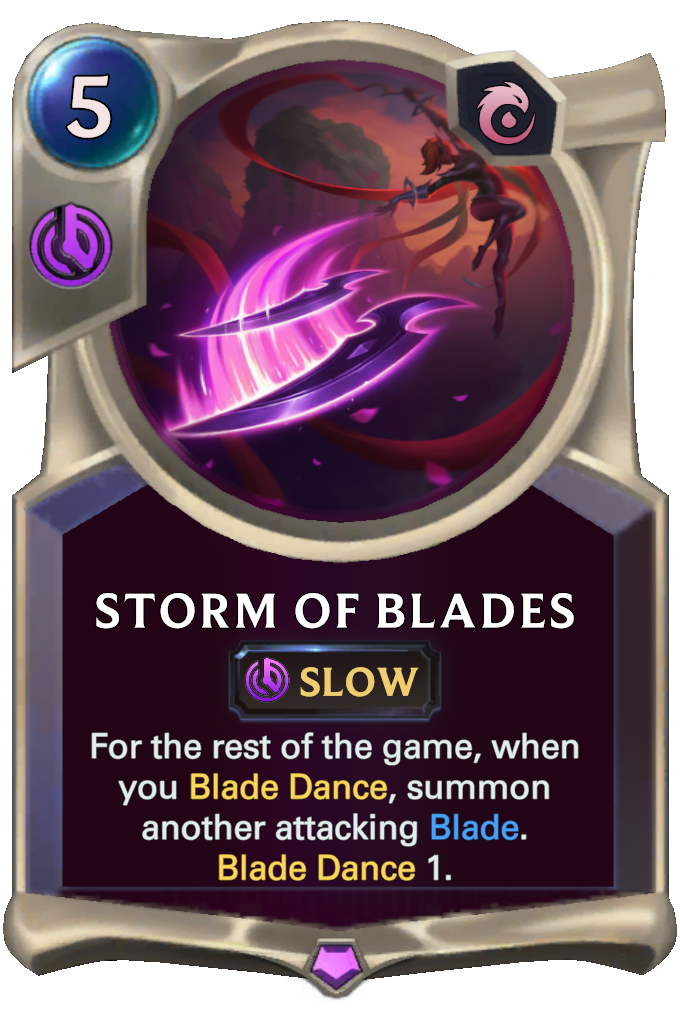 5
STORM OF BLADES
SLOW
For the rest of the game, when
you Blade Dance, summon
another attacking Blade.
Blade Dance 1.